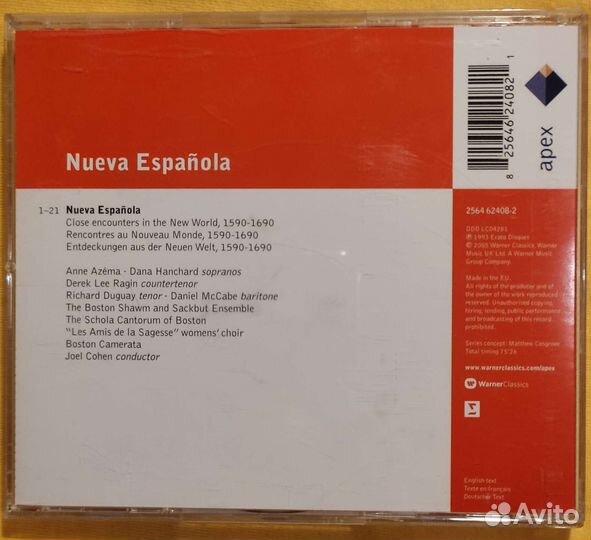 Nueva Española
1–21 Nueva Española
Close encounters in the New World, 1590-1690
Rencontres au Nouveau Monde, 1590-1690
Entdeckungen aus der Neuen Welt, 1590-1690
Anne Azéma · Dana Hanchard sopranos
Derek Lee Ragin countertenor
Richard Duguay tenor · Daniel McCabe baritone
The Boston Shawm and Sackbut Ensemble
The Schola Cantorum of Boston
"Les Amis de la Sagesse" womens' choir
Boston Camerata
Joel Cohen conductor
8 25646 24082 1
apex
2564 62408-2
DDD LC04281
℗ 1993 Erato Disques
© 2005 Warner Classics, Warner
Music UK Ltd. A Warner Music
Group Company.
Made in the E.U.
All rights of the producer and of
the owner of the work reproduced
reserved. Unauthorised copying,
hiring, lending, public performance
and broadcasting of this record
prohibited.
Series concept: Matthew Cosgrove
Total timing 75'26
www.warnerclassics.com/apex
WarnerClassics
English text
Texte en français
Deutscher Text
Avito